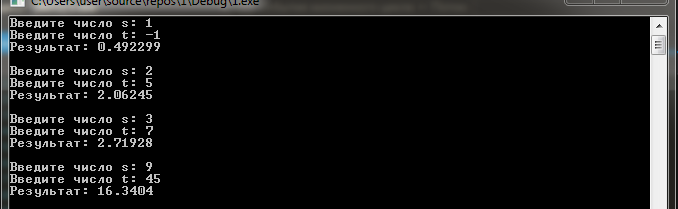 C:\Users\user\source\repos\1\Debug\1.exe
Введите число s: 1
Введите число t: -1
Результат: 0.492299
Введите число s: 2
Введите число t: 5
Результат: 2.06245
Введите число s: 3
Введите число t: 7
Результат: 2.71928
Введите число s: 9
Введите число t: 45
Результат: 16.3404